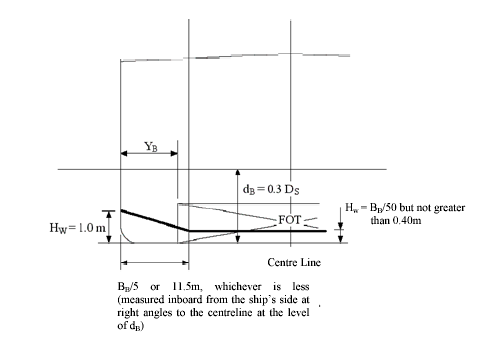 Y_B
d_B = 0.3 D_S
H_w = B_B/50 but not greater
than 0.40m
FOT
H_W = 1.0 m
Centre Line
B_B/5 or 11.5m, whichever is less
(measured inboard from the ship's side at
right angles to the centreline at the level
of d_B)